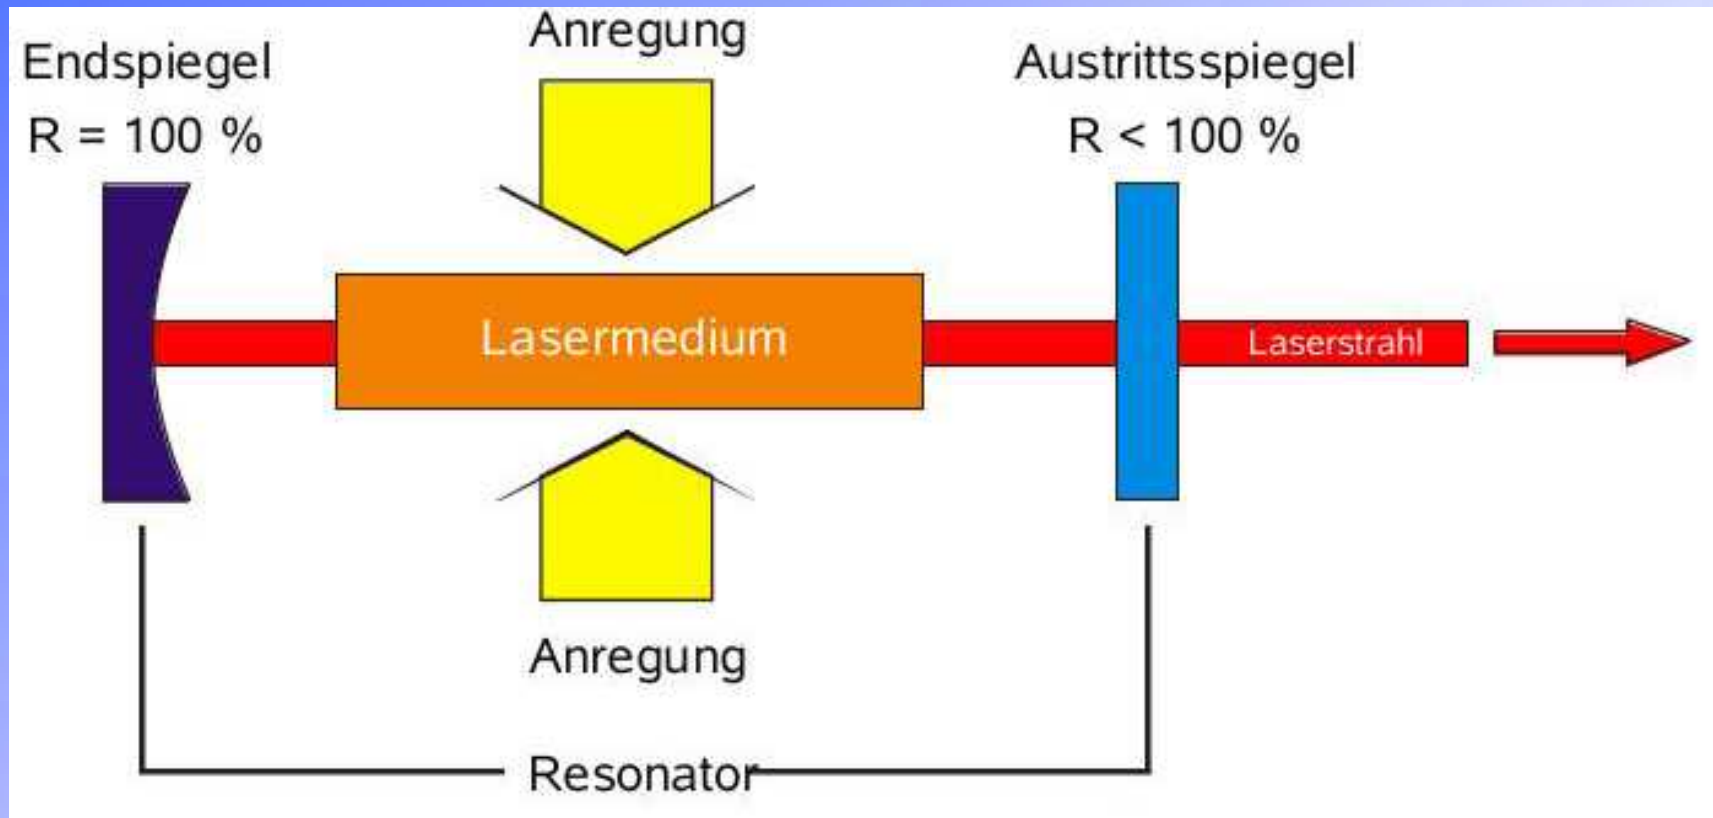 Anregung
Endspiegel
R = 100 %
Austrittsspiegel
R < 100 %
Lasermedium
Laserstrahl
Anregung
Resonator